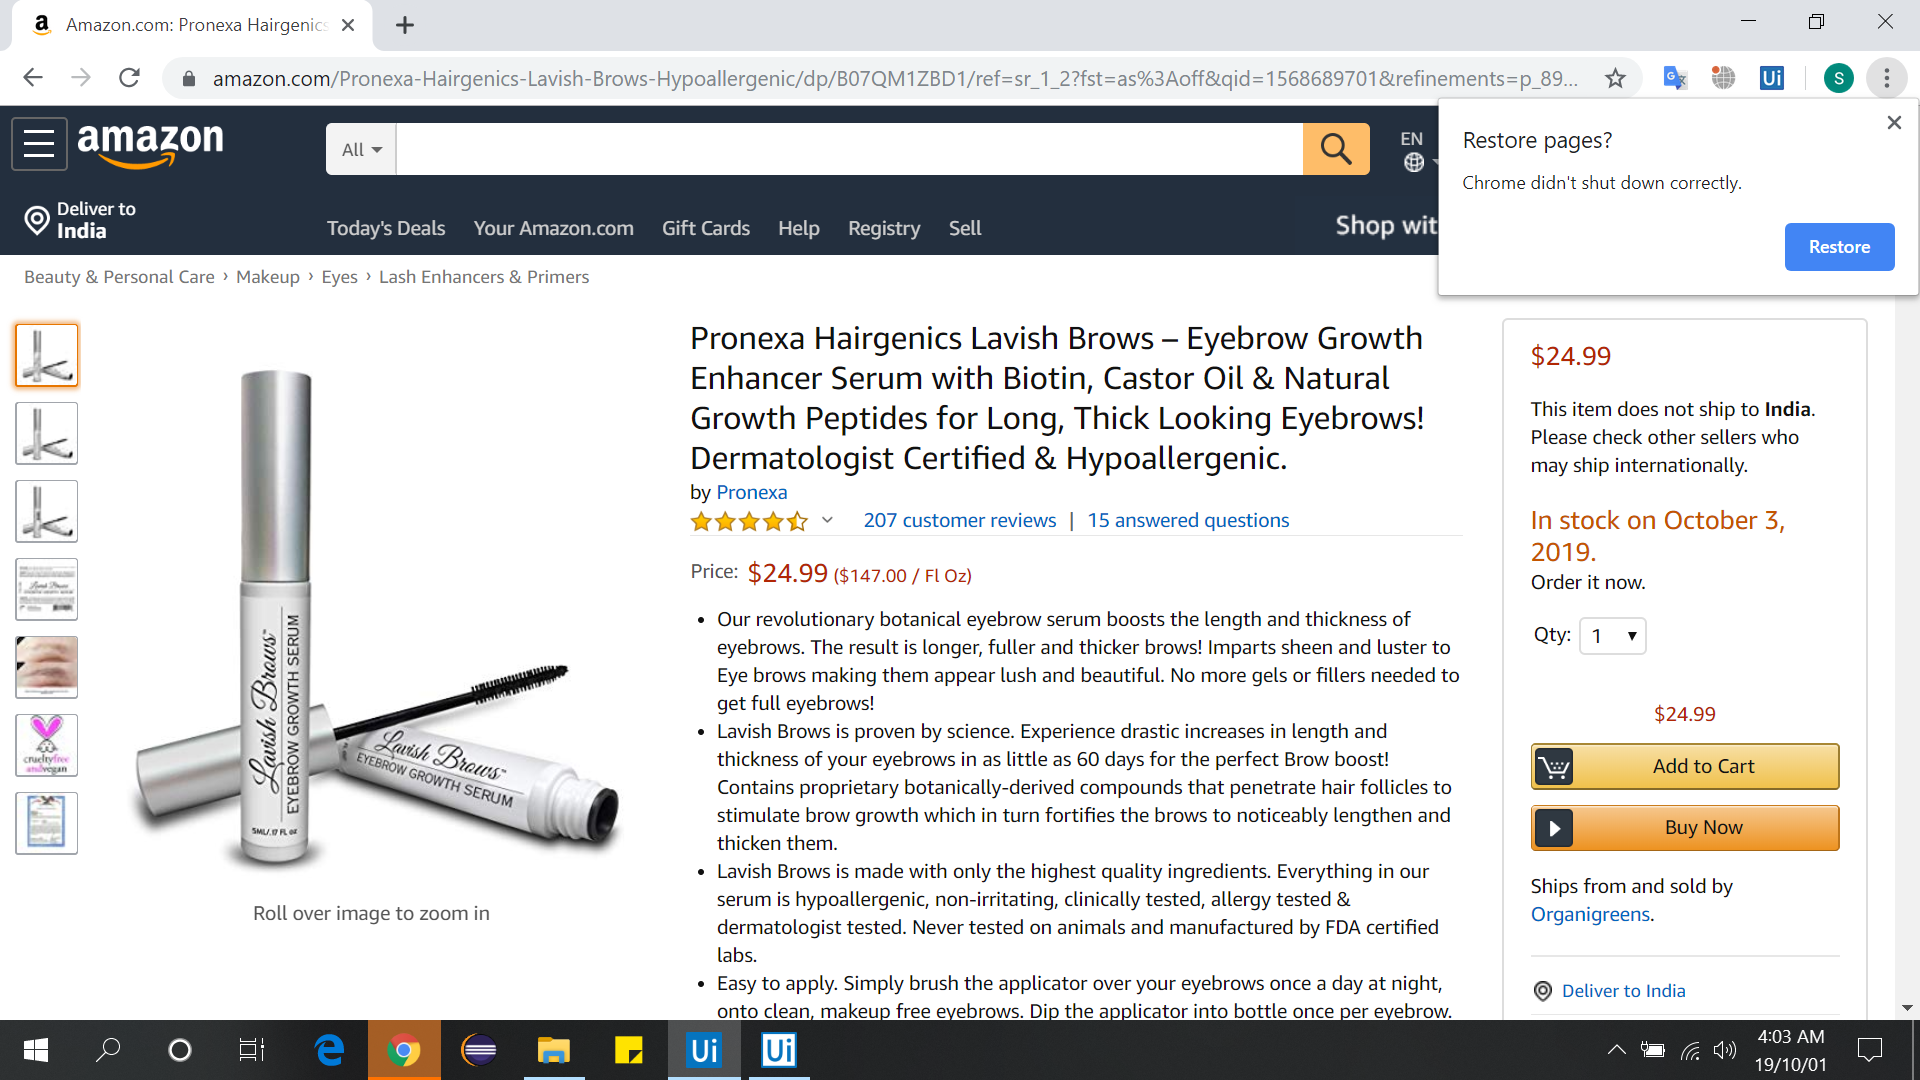 Amazon.com: Pronexa Hairgenics
amazon.com/Pronexa-Hairgenics-Lavish-Brows-Hypoallergenic/dp/B07QM1ZBD1/ref=sr_1_2?fst=as%3Aoff&qid=1568689701&refinements=p_89...
Ui
S
Restore pages?
Chrome didn't shut down correctly.
Restore
amazon
All
EN
Deliver to
India
Today's Deals
Your Amazon.com
Gift Cards
Help
Registry
Sell
Shop wit
Beauty & Personal Care › Makeup › Eyes › Lash Enhancers & Primers
Lavish Brows™
EYEBROW GROWTH SERUM
5ML/.17 FL oz
Lavish Brows™
EYEBROW GROWTH SERUM
crueltyfree
andvegan
Roll over image to zoom in
Pronexa Hairgenics Lavish Brows – Eyebrow Growth
Enhancer Serum with Biotin, Castor Oil & Natural
Growth Peptides for Long, Thick Looking Eyebrows!
Dermatologist Certified & Hypoallergenic.
by Pronexa
207 customer reviews | 15 answered questions
Price: $24.99 ($147.00 / Fl Oz)
• Our revolutionary botanical eyebrow serum boosts the length and thickness of
eyebrows. The result is longer, fuller and thicker brows! Imparts sheen and luster to
Eye brows making them appear lush and beautiful. No more gels or fillers needed to
get full eyebrows!
• Lavish Brows is proven by science. Experience drastic increases in length and
thickness of your eyebrows in as little as 60 days for the perfect Brow boost!
Contains proprietary botanically-derived compounds that penetrate hair follicles to
stimulate brow growth which in turn fortifies the brows to noticeably lengthen and
thicken them.
• Lavish Brows is made with only the highest quality ingredients. Everything in our
serum is hypoallergenic, non-irritating, clinically tested, allergy tested &
dermatologist tested. Never tested on animals and manufactured by FDA certified
labs.
• Easy to apply. Simply brush the applicator over your eyebrows once a day at night,
onto clean, makeup free eyebrows. Dip the applicator into bottle once per eyebrow.
$24.99
This item does not ship to India.
Please check other sellers who
may ship internationally.
In stock on October 3,
2019.
Order it now.
Qty: 1
$24.99
Add to Cart
Buy Now
Ships from and sold by
Organigreens.
Deliver to India
Ui
Ui
4:03 AM
19/10/01